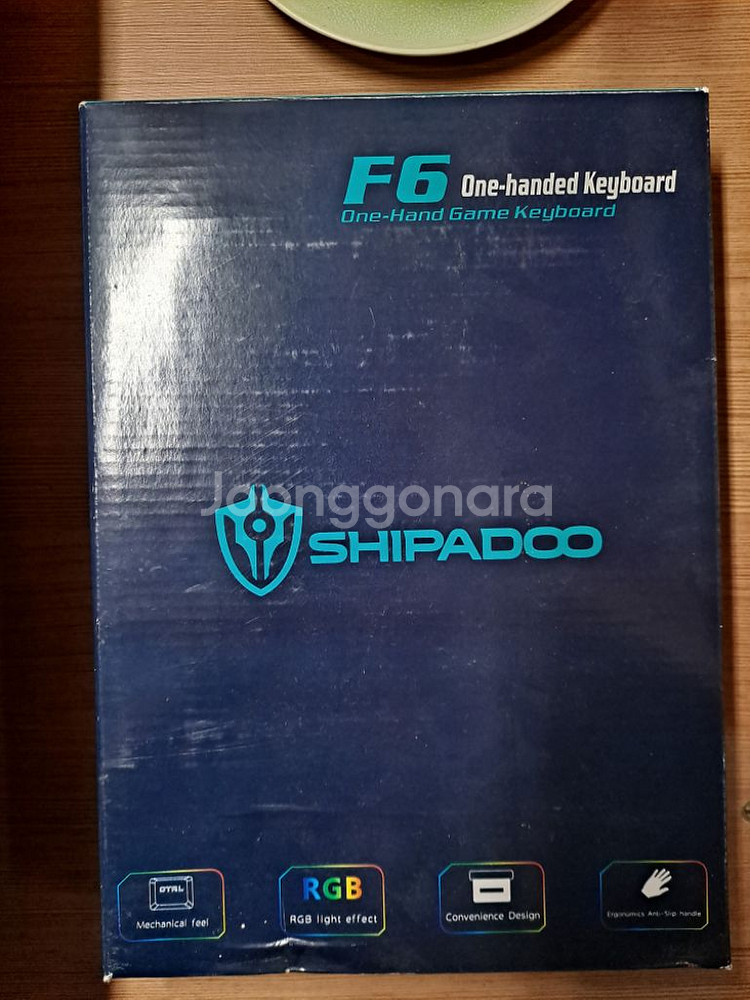 F6 One-handed Keyboard
One-Hand Game Keyboard
Joonggonara
SHIPADOO
CTRL
Mechanical feel
RGB
RGB light effect
Convenience Design
Ergonomics Anti-Slip handle